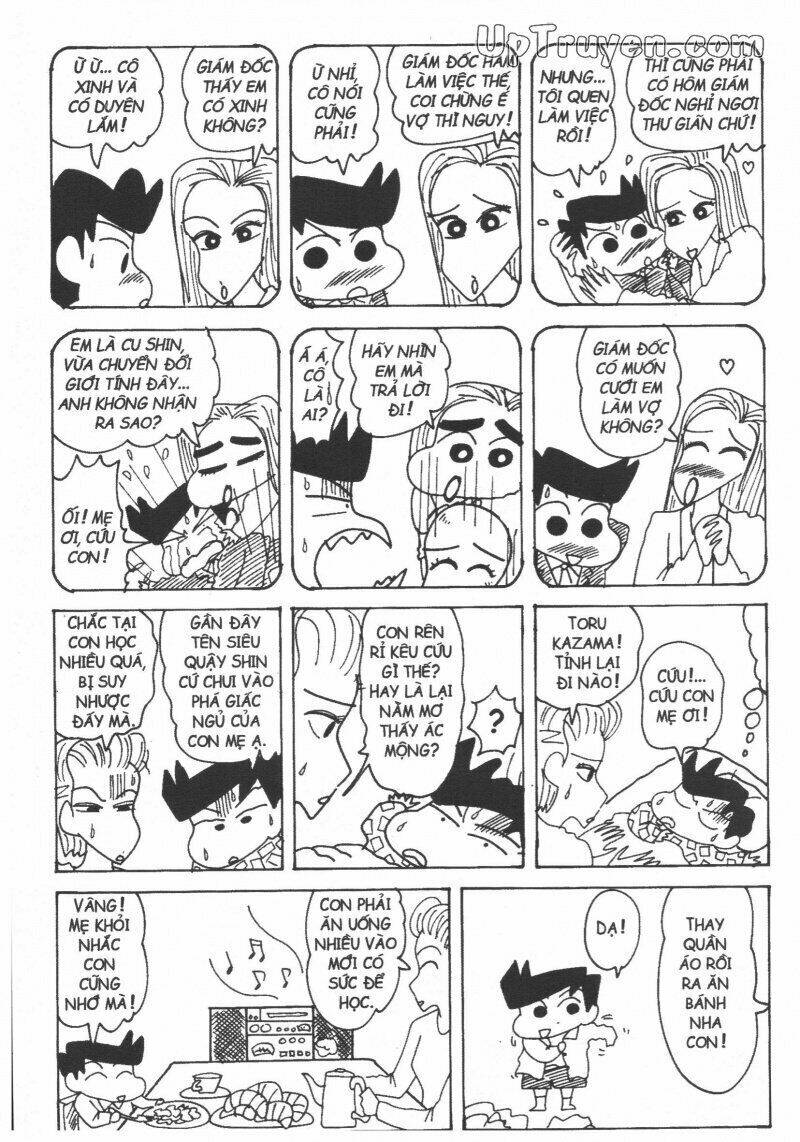 UpTruyen.com
THÌ CŨNG PHẢI
CÓ HÔM GIÁM
ĐỐC NGHỈ NGƠI
THƯ GIÃN CHỨ!
NHƯNG...
TÔI QUEN
LÀM VIỆC
RỒI!
GIÁM ĐỐC HAM
LÀM VIỆC THẾ,
COI CHỪNG Ế
VỢ THÌ NGUY!
Ừ NHỈ,
CÔ NÓI
CŨNG
PHẢI!
GIÁM ĐỐC
THẤY EM
CÓ XINH
KHÔNG?
Ừ Ừ... CÔ
XINH VÀ
CÓ DUYÊN
LẮM!
GIÁM ĐỐC
CÓ MUỐN
CƯỚI EM
LÀM VỢ
KHÔNG?
HÃY NHÌN
EM MÀ
TRẢ LỜI
ĐI!
Á Á,
CÔ
LÀ
AI?
EM LÀ CU SHIN,
VỪA CHUYỂN ĐỔI
GIỚI TÍNH ĐÂY...
ANH KHÔNG NHẬN
RA SAO?
ỐI! MẸ
ƠI, CỨU
CON!
CỨU!...
CỨU CON
MẸ ƠI!
TORU
KAZAMA!
TỈNH LẠI
ĐI NÀO!
?
CON RÊN
RỈ KÊU CỨU
GÌ THẾ?
HAY LÀ LẠI
NẰM MƠ
THẤY ÁC
MỘNG?
GẦN ĐÂY
TÊN SIÊU
QUẬY SHIN
CỨ CHUI VÀO
PHÁ GIẤC
NGỦ CỦA
CON MẸ Ạ.
CHẮC TẠI
CON HỌC
NHIỀU QUÁ,
BỊ SUY
NHƯỢC
ĐẤY MÀ.
THAY
QUẦN
ÁO RỒI
RA ĂN
BÁNH
NHA
CON!
DẠ!
CON PHẢI
ĂN UỐNG
NHIỀU VÀO
MỚI CÓ
SỨC ĐỂ
HỌC.
VÂNG!
MẸ KHỎI
NHẮC
CON
CŨNG
NHỚ MÀ!